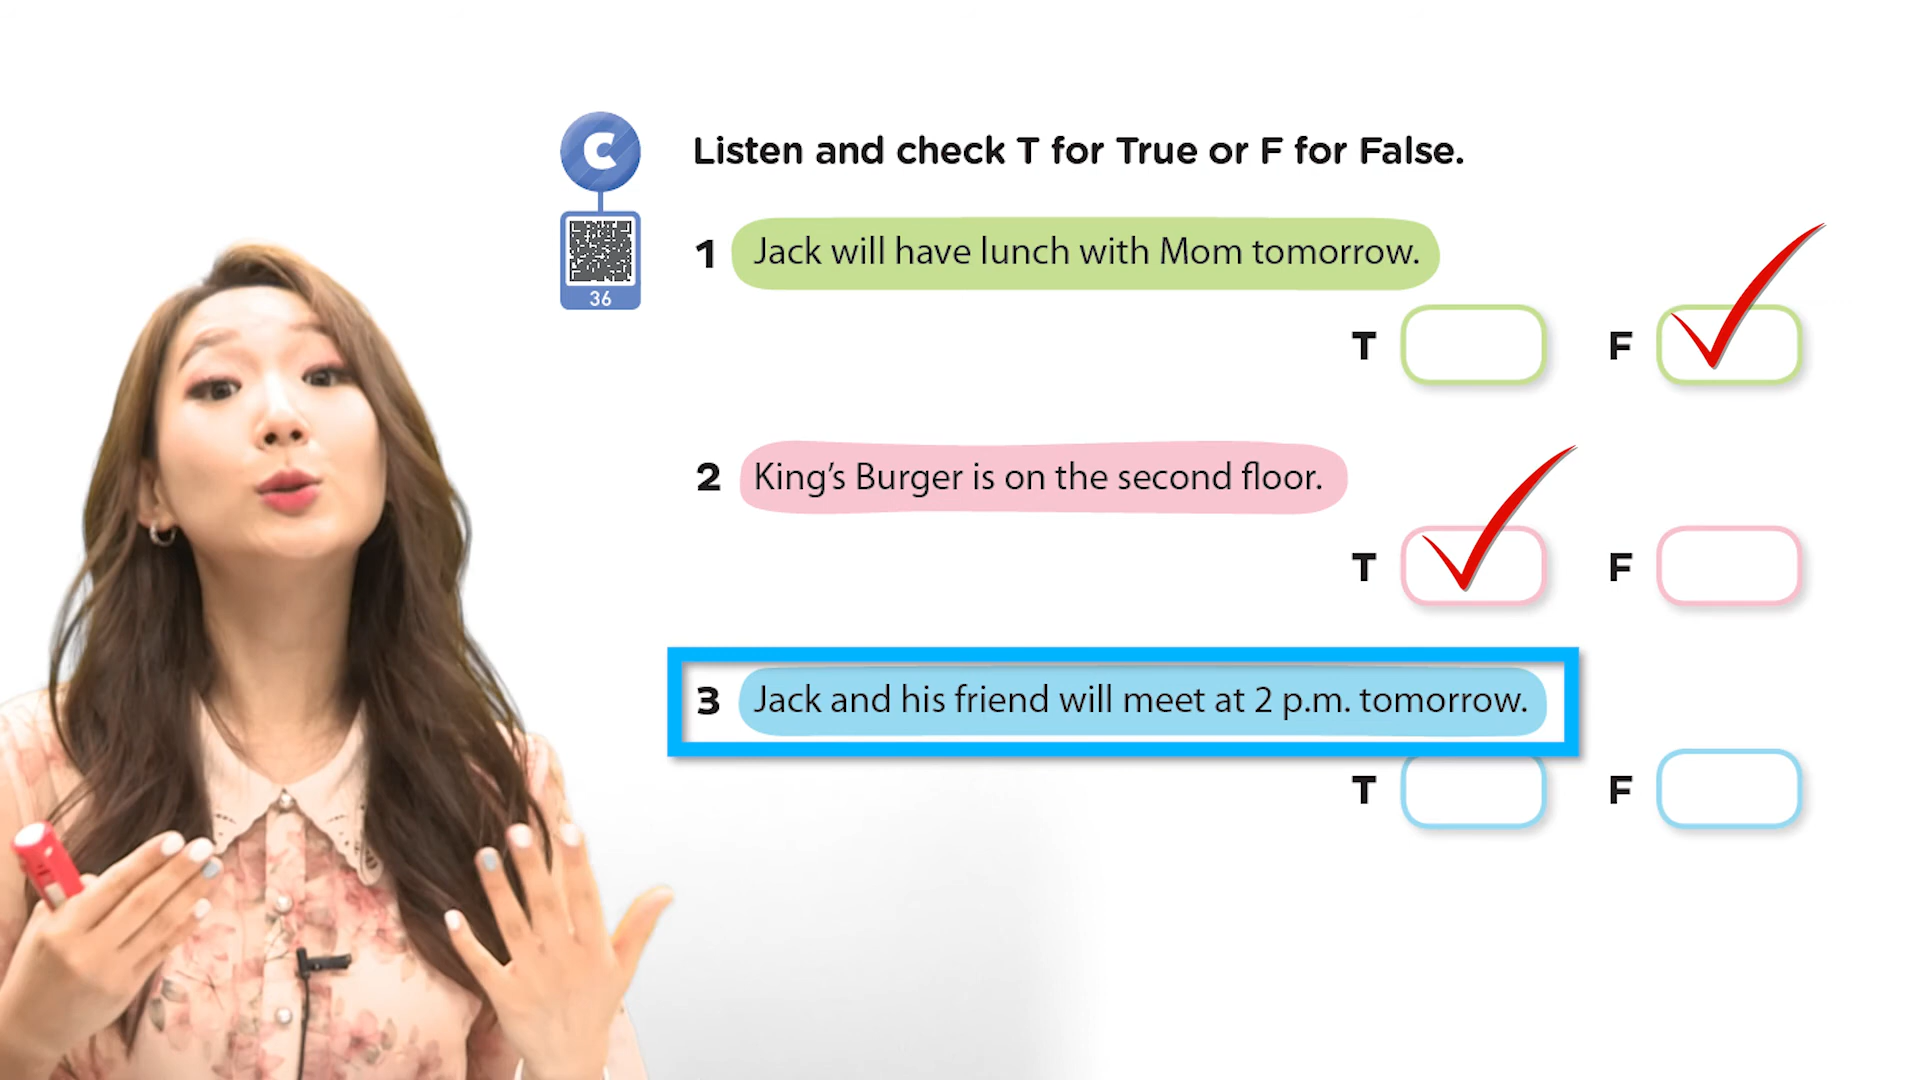 C
Listen and check T for True or F for False.
36
1 Jack will have lunch with Mom tomorrow.
T F
2 King's Burger is on the second floor.
T F
3 Jack and his friend will meet at 2 p.m. tomorrow.
T F